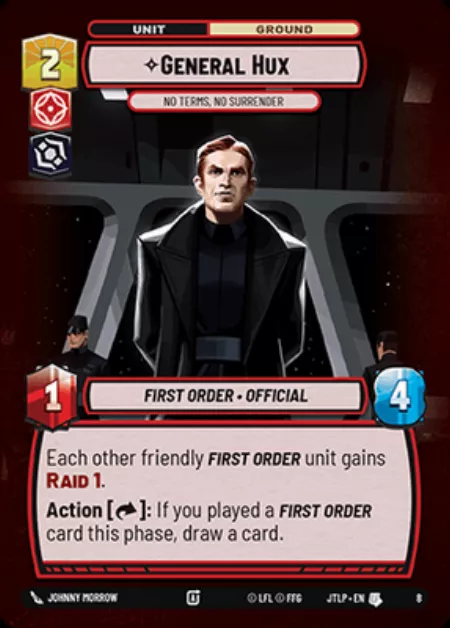 UNIT
GROUND
2
GENERAL HUX
NO TERMS, NO SURRENDER
1
FIRST ORDER • OFFICIAL
4
Each other friendly FIRST ORDER unit gains
RAID 1.
Action [ ]: If you played a FIRST ORDER
card this phase, draw a card.
JOHNNY MORROW
© LFL © FFG
JTLP • EN
8